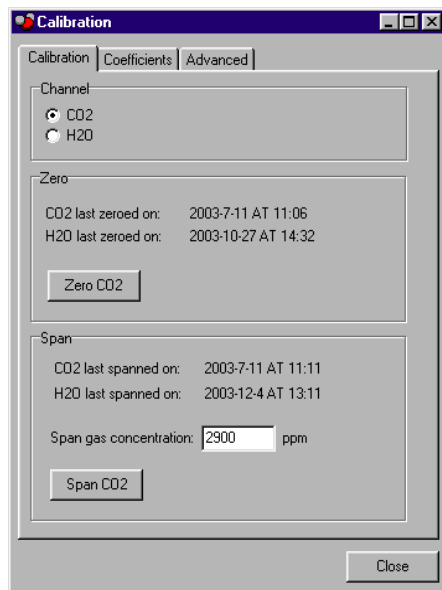 Calibration
Calibration Coefficients Advanced
Channel
CO2
H2O
Zero
CO2 last zeroed on: 2003-7-11 AT 11:06
H2O last zeroed on: 2003-10-27 AT 14:32
Zero CO2
Span
CO2 last spanned on: 2003-7-11 AT 11:11
H2O last spanned on: 2003-12-4 AT 13:11
Span gas concentration: 2900 ppm
Span CO2
Close